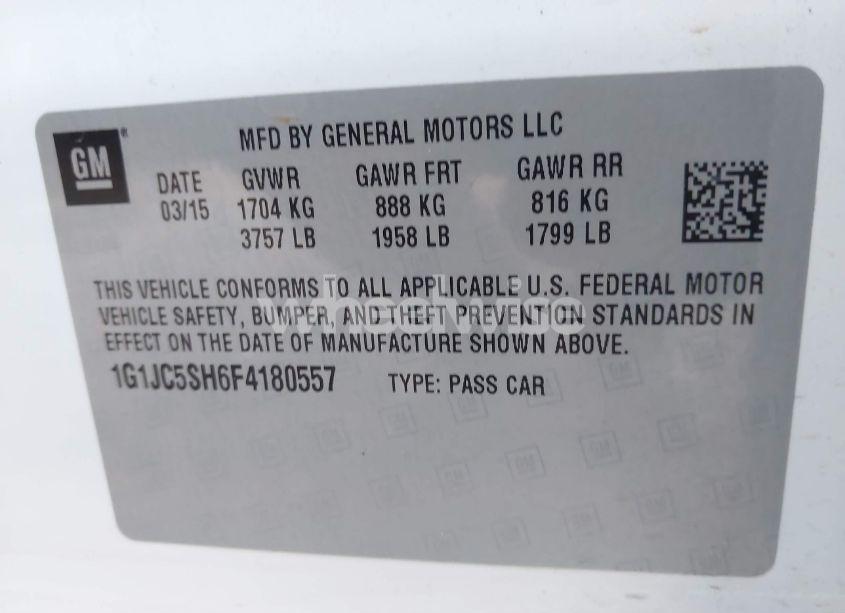 GM
MFD BY GENERAL MOTORS LLC
DATE GVWR GAWR FRT GAWR RR
03/15 1704 KG 888 KG 816 KG
3757 LB 1958 LB 1799 LB
THIS VEHICLE CONFORMS TO ALL APPLICABLE U.S. FEDERAL MOTOR
VEHICLE SAFETY, BUMPER, AND THEFT PREVENTION STANDARDS IN
EFFECT ON THE DATE OF MANUFACTURE SHOWN ABOVE.
1G1JC5SH6F4180557 TYPE: PASS CAR
Wheelwise